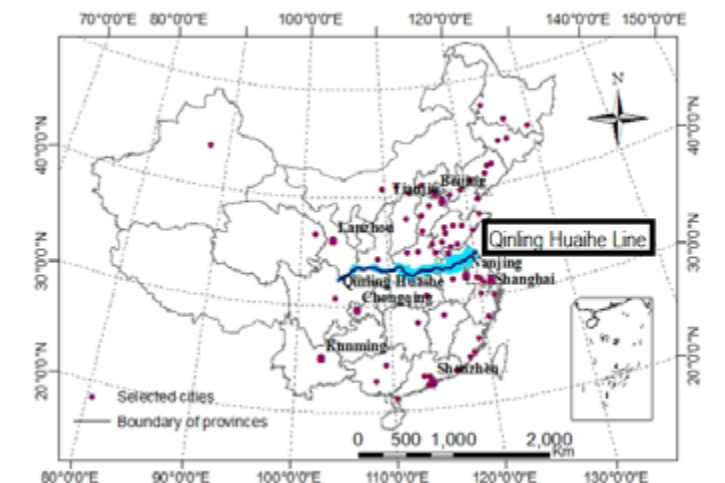 70°0'0"E 80°0'0"E 100°0'0"E 120°0'0"E 140°0'0"E 150°0'0"E
N
40°0'0"N
40°0'0"N
Tianjin Beijing
Lanzhou
Qinling Huaihe Line
30°0'0"N
30°0'0"N
Nanjing
Shanghai
Qinling-Huaihe
Chongqing
Kunming
Shenzhen
20°0'0"N
20°0'0"N
Selected cities
Boundary of provinces
0 500 1,000 2,000
Km
80°0'0"E 90°0'0"E 100°0'0"E 110°0'0"E 120°0'0"E 130°0'0"E